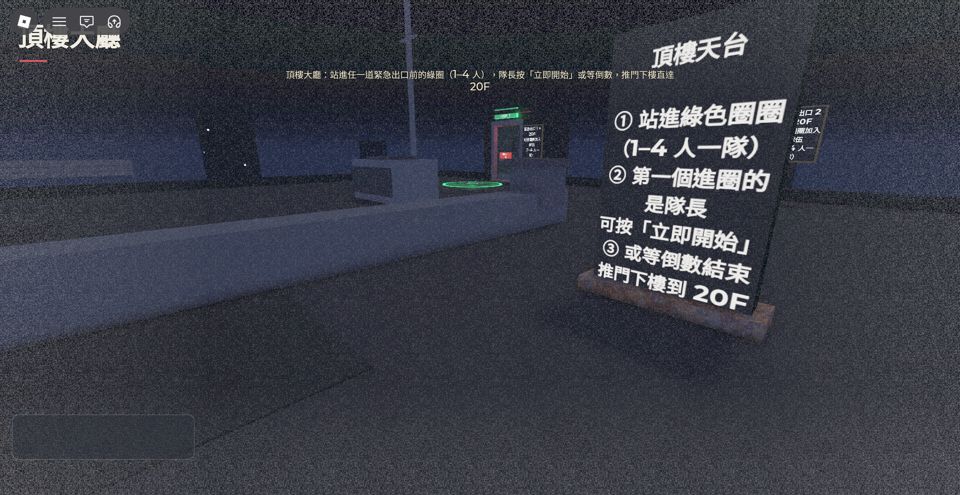 頂樓大廳
頂樓大廳：站進任一道緊急出口前的綠圈（1–4 人），隊長按「立即開始」或等倒數，推門下樓直達
20F
頂樓天台
① 站進綠色圈圈
（1–4 人一隊）
② 第一個進圈的
是隊長
可按「立即開始」
③ 或等倒數結束
推門下樓到 20F
出口 2
20F
圈加入